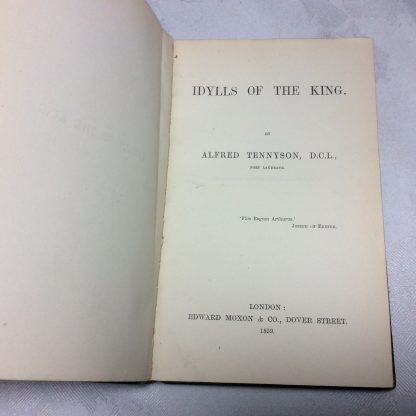 IDYLLS OF THE KING.
BY
ALFRED TENNYSON, D.C.L.,
POET LAUREATE.
'Flos Regum Arthurus.'
JOSEPH OF EXETER.
LONDON:
EDWARD MOXON & CO., DOVER STREET.
1859.